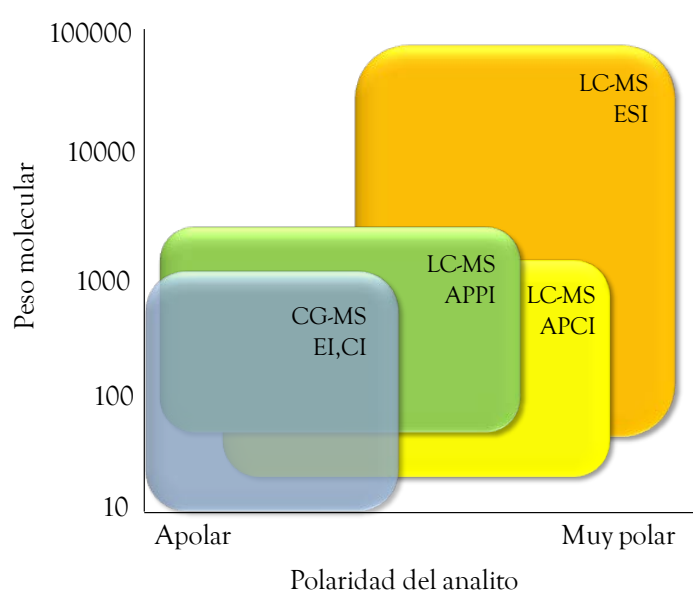 100000
10000
1000
100
10
Peso molecular
LC-MS
ESI
LC-MS
APPI
LC-MS
APCI
CG-MS
EI,CI
Apolar
Muy polar
Polaridad del analito